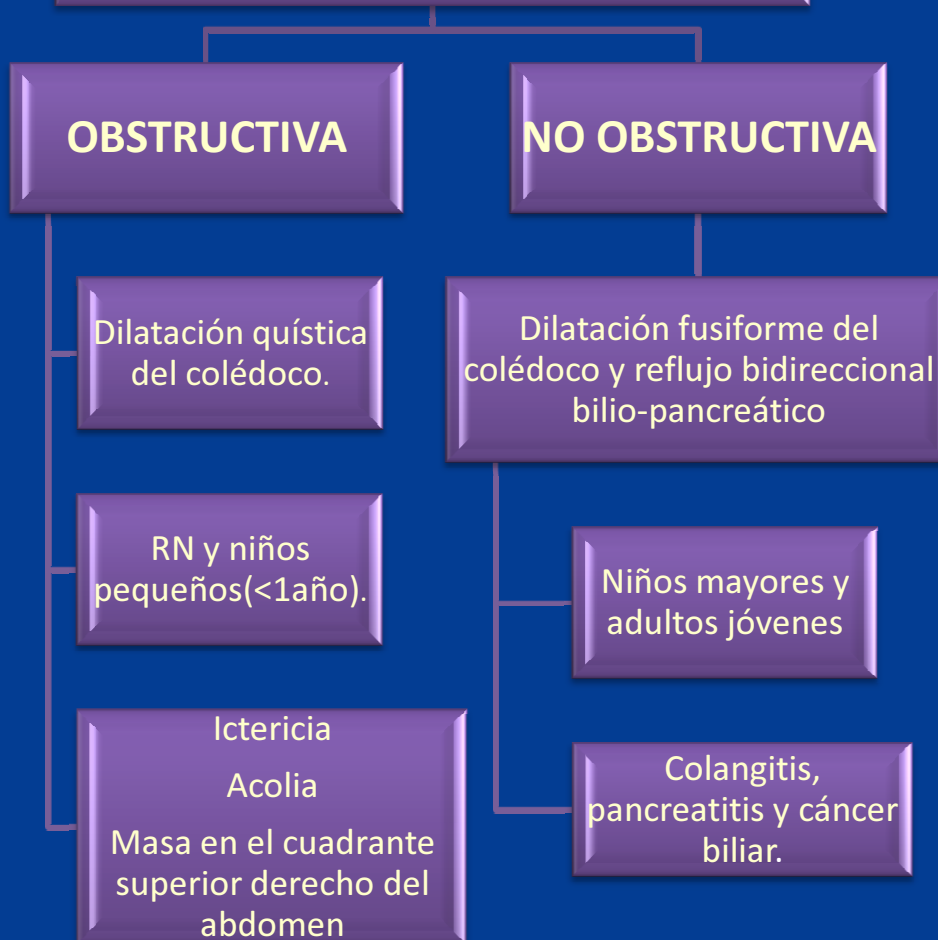 OBSTRUCTIVA
NO OBSTRUCTIVA
Dilatación quística
del colédoco.
RN y niños
pequeños(<1año).
Ictericia
Acolia
Masa en el cuadrante
superior derecho del
abdomen
Dilatación fusiforme del
colédoco y reflujo bidireccional
bilio-pancreático
Niños mayores y
adultos jóvenes
Colangitis,
pancreatitis y cáncer
biliar.